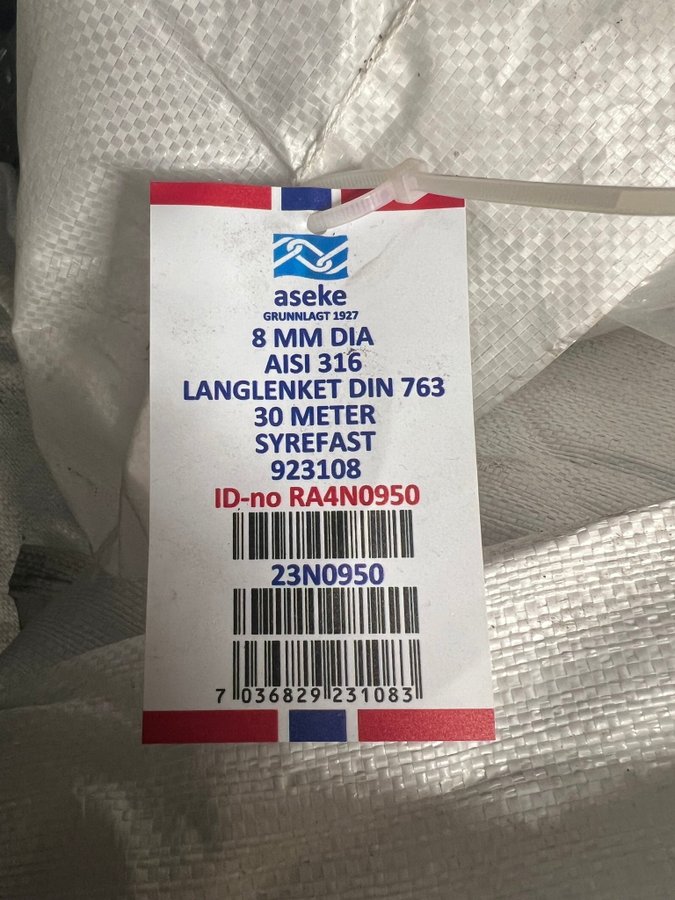 aseke
GRUNNLAGT 1927
8 MM DIA
AISI 316
LANGLENKET DIN 763
30 METER
SYREFAST
923108
ID-no RA4N0950
23N0950
7 036829 231083